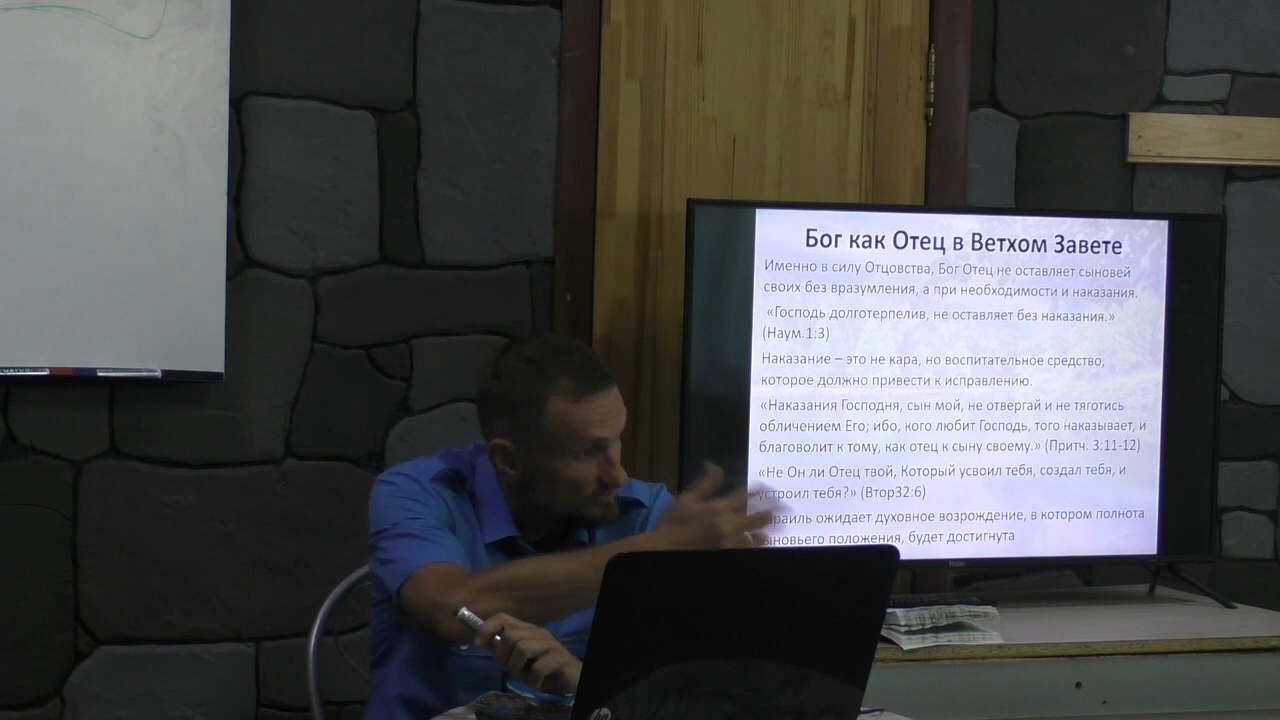 Бог как Отец в Ветхом Завете
Именно в силу Отцовства, Бог Отец не оставляет сыновей
своих без вразумления, а при необходимости и наказания.
«Господь долготерпелив, не оставляет без наказания.»
(Наум.1:3)
Наказание – это не кара, но воспитательное средство,
которое должно привести к исправлению.
«Наказания Господня, сын мой, не отвергай и не тяготись
обличением Его; ибо, кого любит Господь, того наказывает, и
благоволит к тому, как отец к сыну своему.» (Притч. 3:11-12)
«Не Он ли Отец твой, Который усвоил тебя, создал тебя, и
устроил тебя?» (Втор32:6)
раиль ожидает духовное возрождение, в котором полнота
ыновьего положения, будет достигнута
Haier
hp